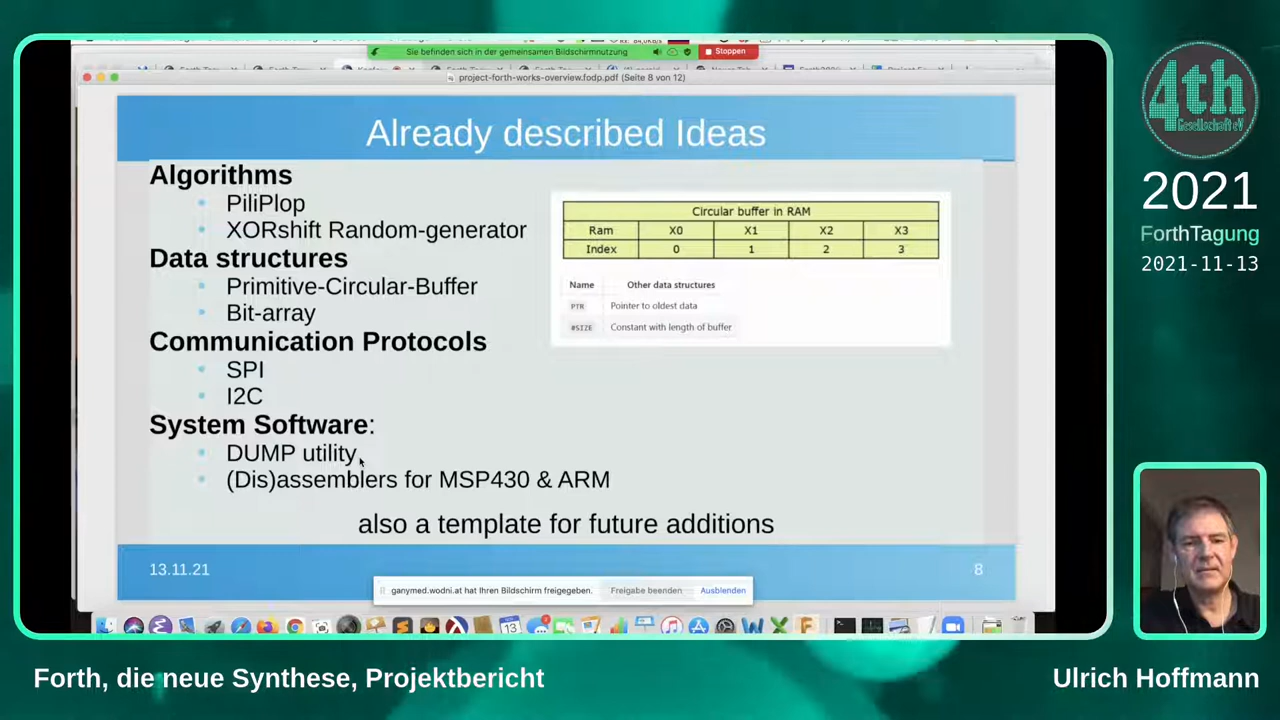 Sie befinden sich in der gemeinsamen Bildschirmnutzung
Stoppen
project-forth-works-overview.fodp.pdf (Seite 8 von 12)
Already described Ideas
Algorithms
PiliPlop
XORshift Random-generator
Data structures
Primitive-Circular-Buffer
Bit-array
Communication Protocols
SPI
I2C
System Software:
DUMP utility
(Dis)assemblers for MSP430 & ARM
also a template for future additions
Circular buffer in RAM
Ram X0 X1 X2 X3
Index 0 1 2 3
Name Other data structures
PTR Pointer to oldest data
#SIZE Constant with length of buffer
13.11.21
8
ganymed.wodni.at hat Ihren Bildschirm freigegeben.
Freigabe beenden
Ausblenden
4th
Gesellschaft eV
2021
ForthTagung
2021-11-13
Forth, die neue Synthese, Projektbericht
Ulrich Hoffmann